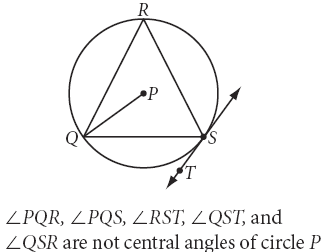 R
P
Q
S
T
∠PQR, ∠PQS, ∠RST, ∠QST, and
∠QSR are not central angles of circle P